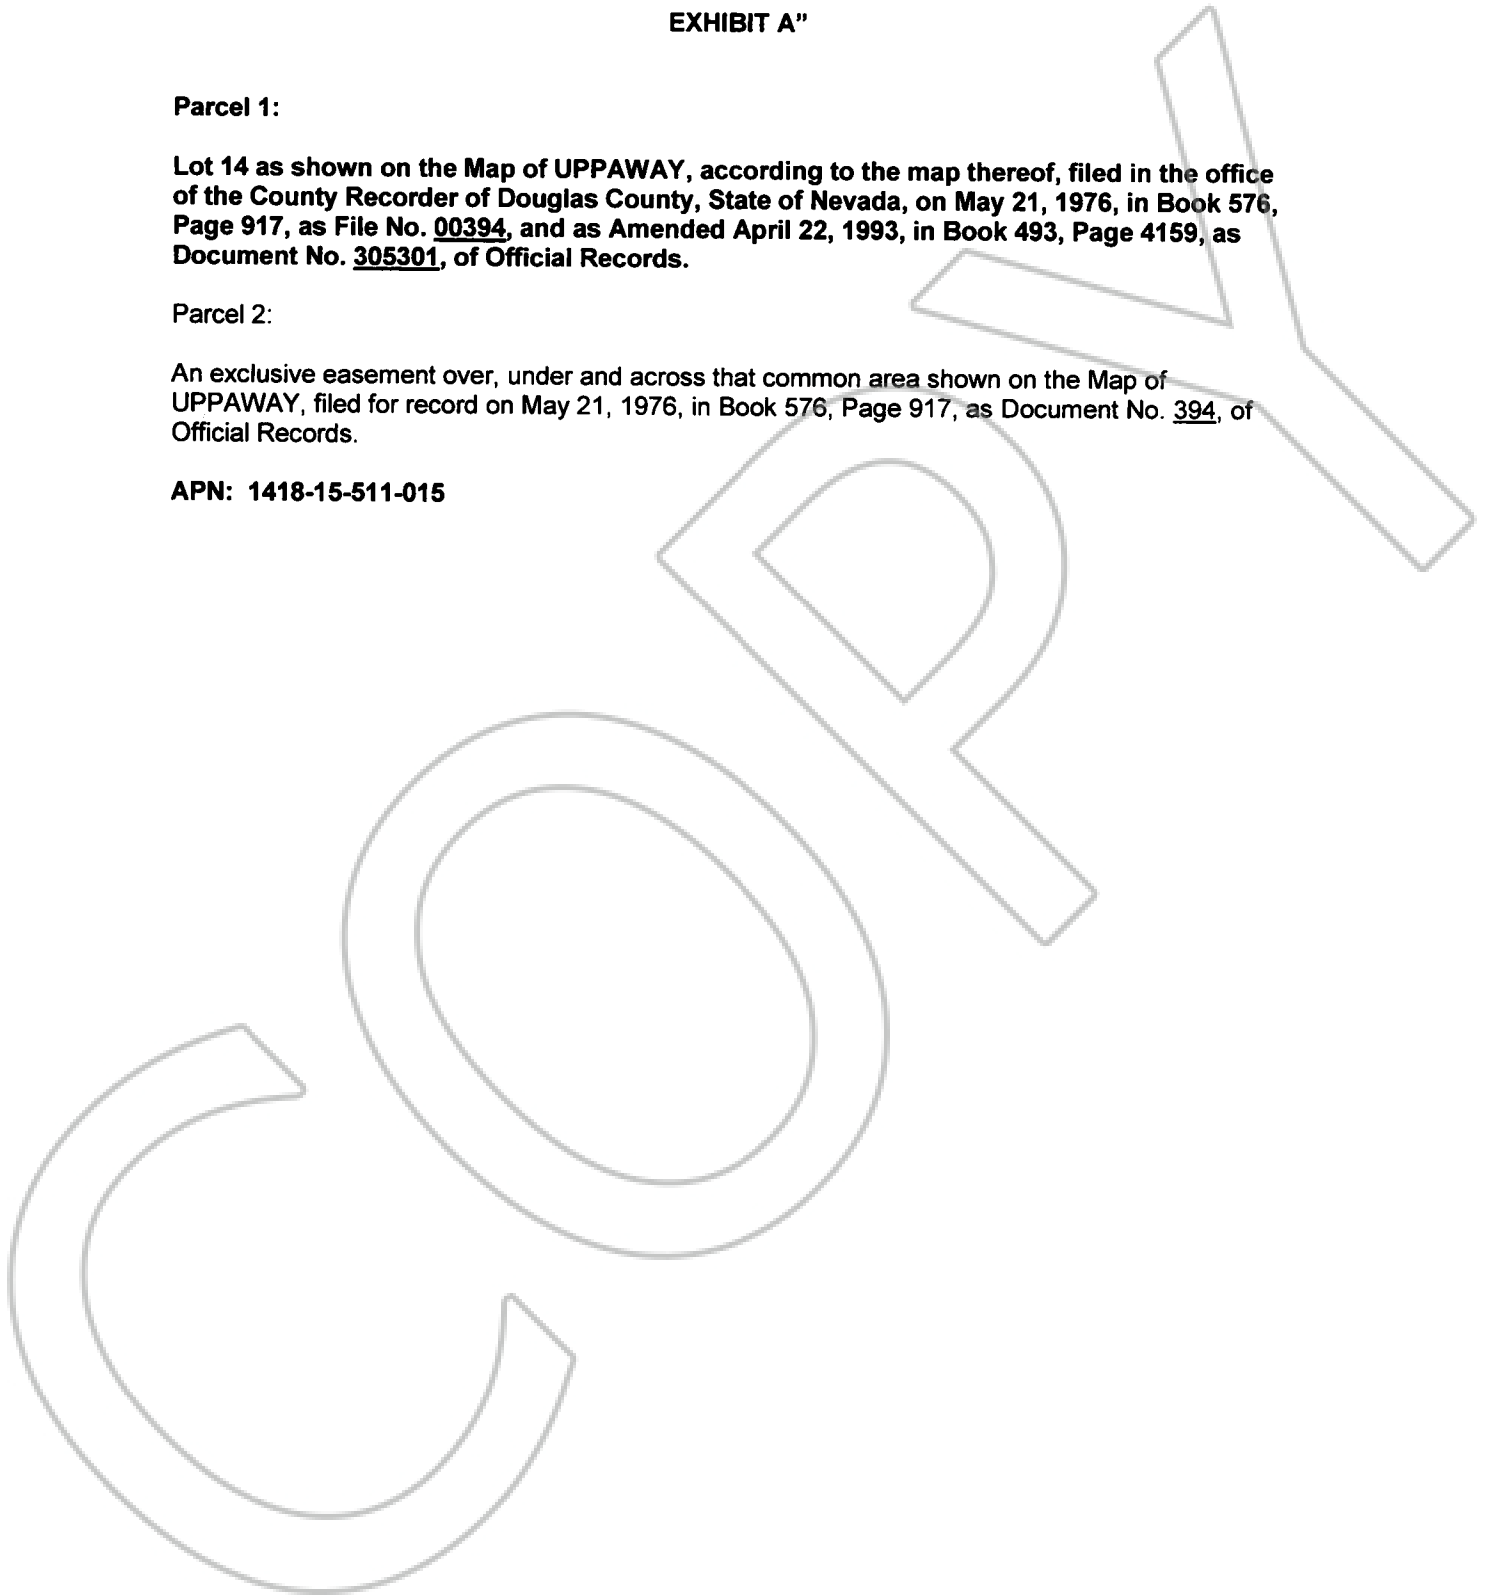 EXHIBIT A”
Parcel 1:
Lot 14 as shown on the Map of UPPAWAY, according to the map thereof, filed in the office
of the County Recorder of Douglas County, State of Nevada, on May 21, 1976, in Book 576,
Page 917, as File No. 00394, and as Amended April 22, 1993, in Book 493, Page 4159, as
Document No. 305301, of Official Records.
Parcel 2:
An exclusive easement over, under and across that common area shown on the Map of
UPPAWAY, filed for record on May 21, 1976, in Book 576, Page 917, as Document No. 394, of
Official Records.
APN: 1418-15-511-015
COPY